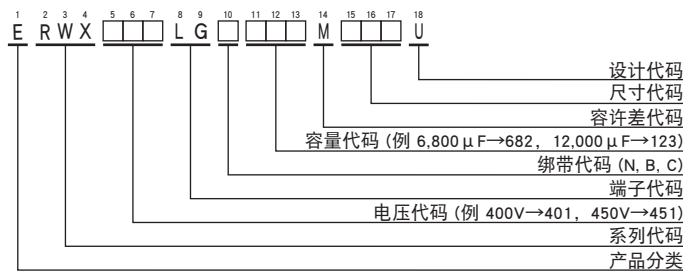 1 2 3 4 5 6 7 8 9 10 11 12 13 14 15 16 17 18
E R W X □□□ L G □ □□□ M □□□ U
设计代码
尺寸代码
容许差代码
容量代码 (例 6,800μF→682, 12,000μF→123)
绑带代码 (N, B, C)
端子代码
电压代码 (例 400V→401, 450V→451)
系列代码
产品分类